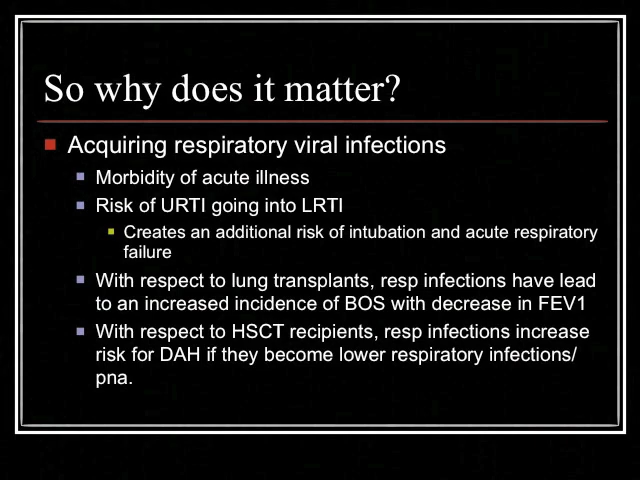 So why does it matter?
Acquiring respiratory viral infections
Morbidity of acute illness
Risk of URTI going into LRTI
Creates an additional risk of intubation and acute respiratory
failure
With respect to lung transplants, resp infections have lead
to an increased incidence of BOS with decrease in FEV1
With respect to HSCT recipients, resp infections increase
risk for DAH if they become lower respiratory infections/
pna.